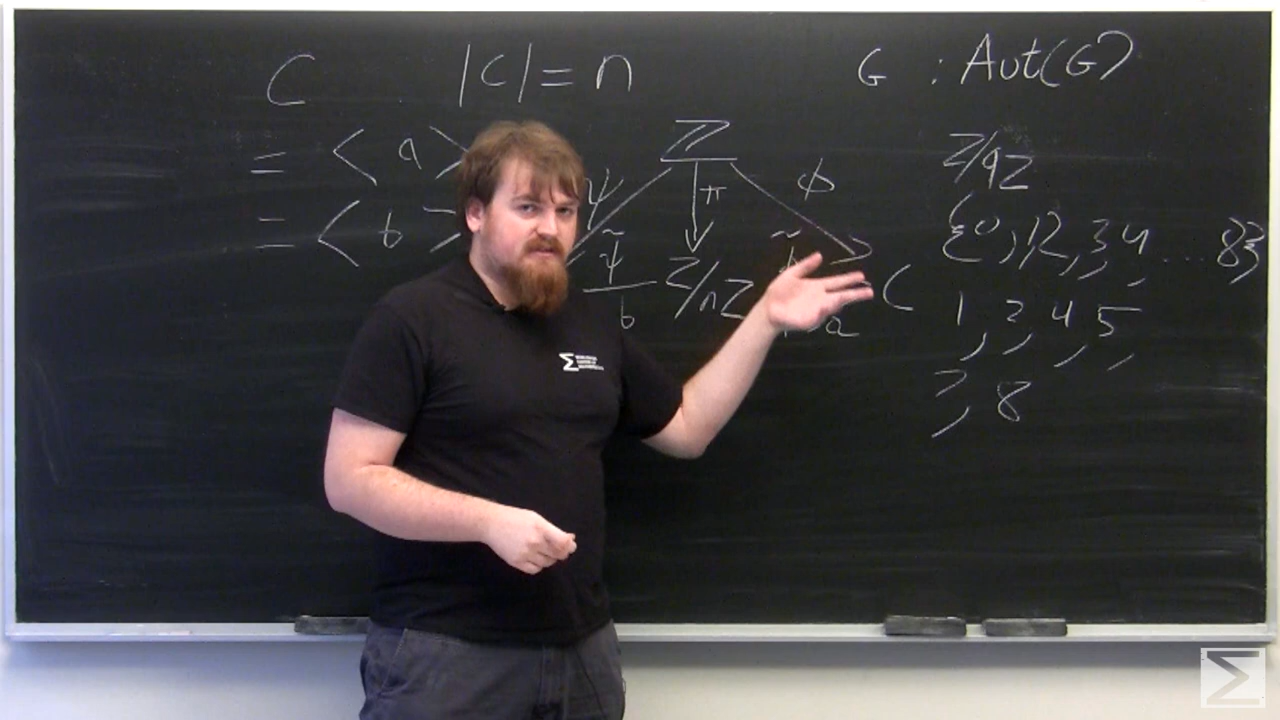 C |C| = n G : Aut(G)
= <a> Z Z/9Z
ψ π φ
= <b> {0,1,2,3,4 .... 8}
ψ̃ Z/nZ C
b a 1, 2, 4, 5
7, 8
Σ
Σ